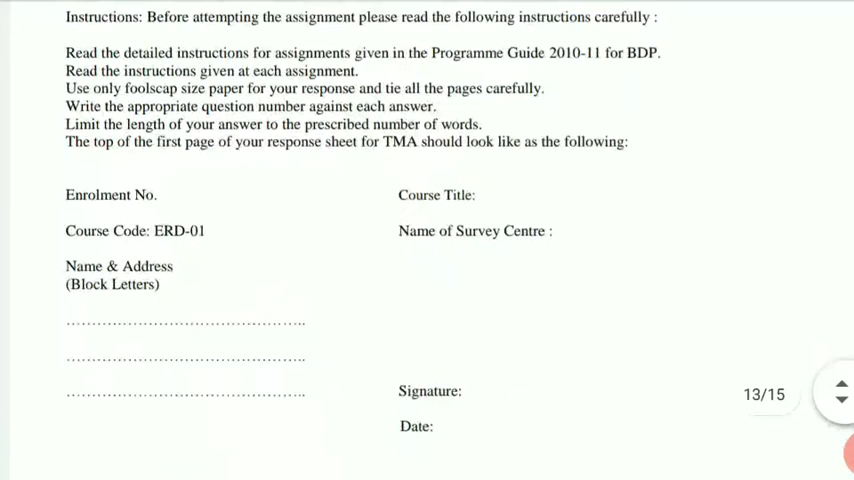 Instructions: Before attempting the assignment please read the following instructions carefully :
Read the detailed instructions for assignments given in the Programme Guide 2010-11 for BDP.
Read the instructions given at each assignment.
Use only foolscap size paper for your response and tie all the pages carefully.
Write the appropriate question number against each answer.
Limit the length of your answer to the prescribed number of words.
The top of the first page of your response sheet for TMA should look like as the following:
Enrolment No.
Course Title:
Course Code: ERD-01
Name of Survey Centre :
Name & Address
(Block Letters)
................................................
................................................
................................................
Signature:
13/15
Date: